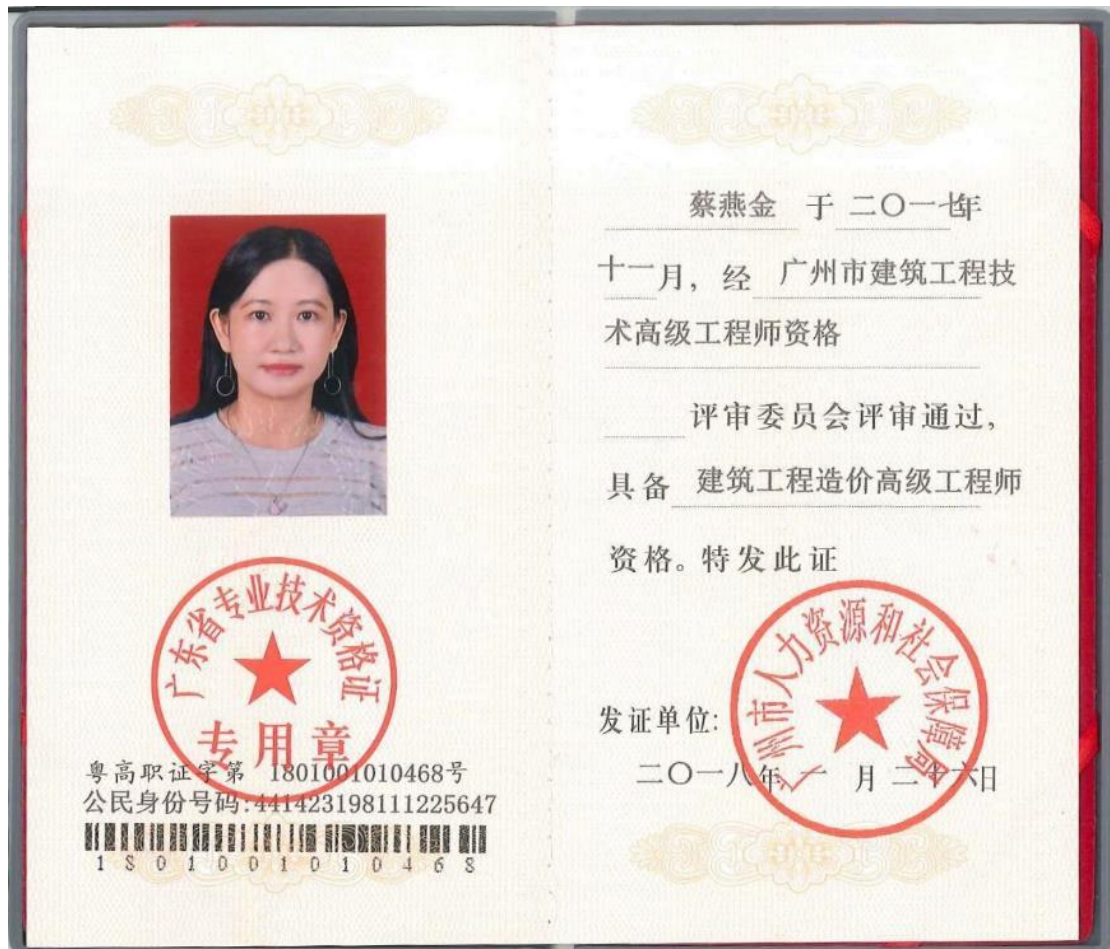 广东省专业技术资格证
专用章
粤高职证字第 1801001010468号
公民身份号码:441423198111225647
1801001010468
蔡燕金 于 二〇一七年
十一月, 经 广州市建筑工程技
术高级工程师资格
评审委员会评审通过,
具备 建筑工程造价高级工程师
资格。特发此证
广州市人力资源和社会保障局
发证单位:
二〇一八年 一 月 二十六日